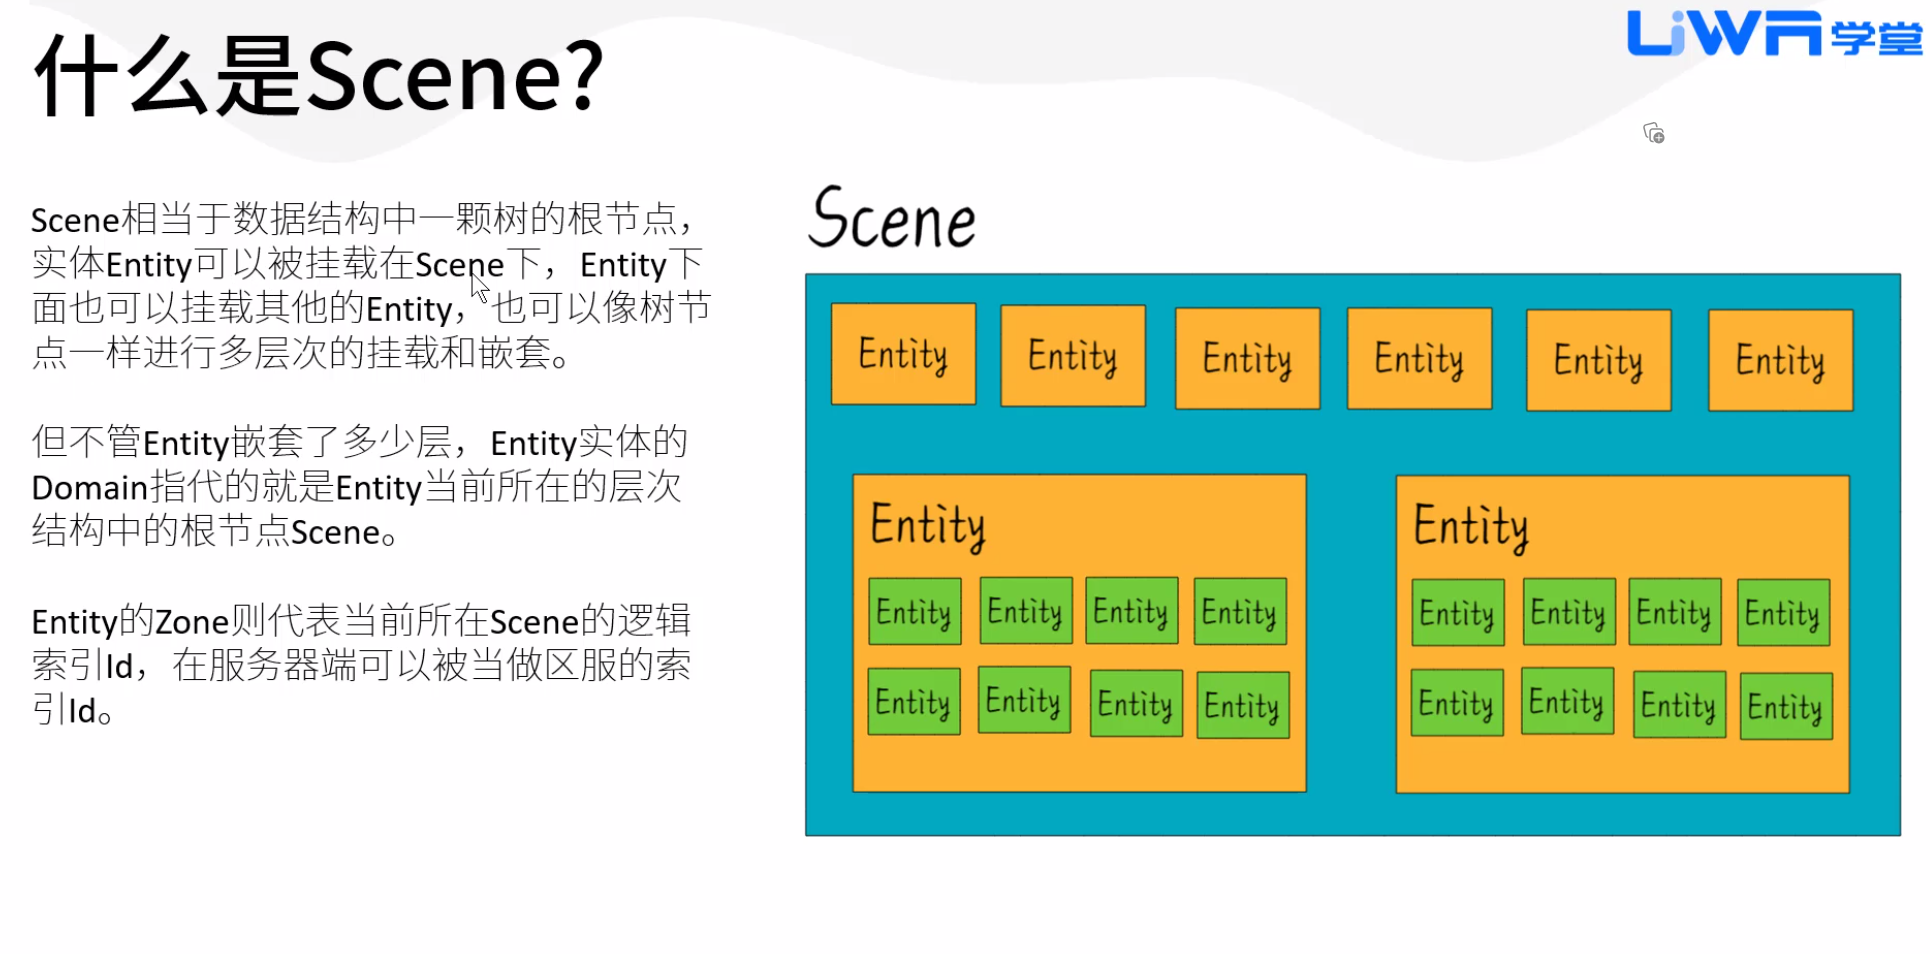 什么是Scene?
LiWA学堂
Scene相当于数据结构中一颗树的根节点，
实体Entity可以被挂载在Scene下，Entity下
面也可以挂载其他的Entity，也可以像树节
点一样进行多层次的挂载和嵌套。
但不管Entity嵌套了多少层，Entity实体的
Domain指代的就是Entity当前所在的层次
结构中的根节点Scene。
Entity的Zone则代表当前所在Scene的逻辑
索引Id，在服务器端可以被当做区服的索
引Id。
Scene
Entity Entity Entity Entity Entity Entity
Entity
Entity Entity Entity Entity
Entity Entity Entity Entity
Entity
Entity Entity Entity Entity
Entity Entity Entity Entity